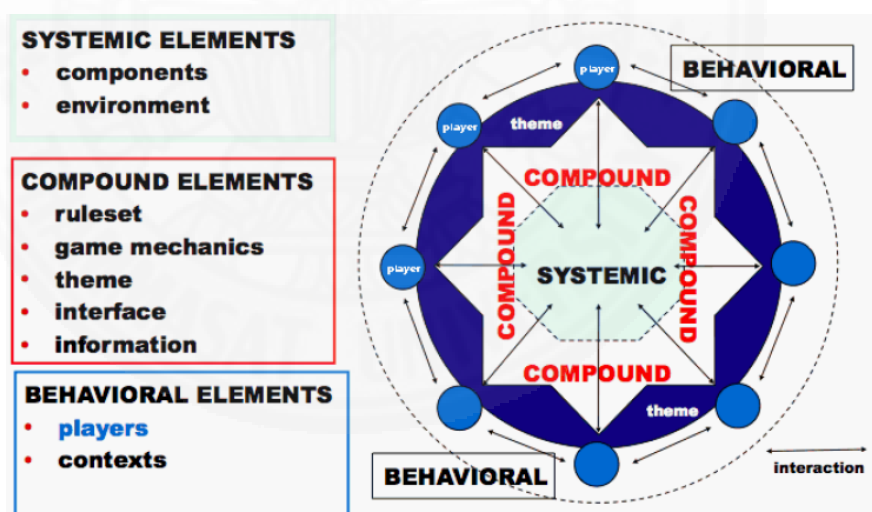 SYSTEMIC ELEMENTS
• components
• environment
COMPOUND ELEMENTS
• ruleset
• game mechanics
• theme
• interface
• information
BEHAVIORAL ELEMENTS
• players
• contexts
player
BEHAVIORAL
player
theme
COMPOUND
COMPOUND
COMPOUND
player
SYSTEMIC
COMPOUND
theme
interaction
BEHAVIORAL